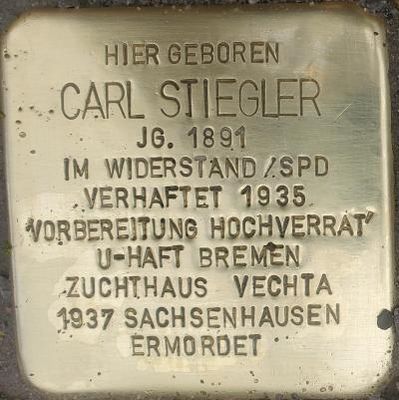 HIER GEBOREN
CARL STIEGLER
JG. 1891
IM WIDERSTAND / SPD
VERHAFTET 1935
'VORBEREITUNG HOCHVERRAT'
U-HAFT BREMEN
ZUCHTHAUS VECHTA
1937 SACHSENHAUSEN
ERMORDET